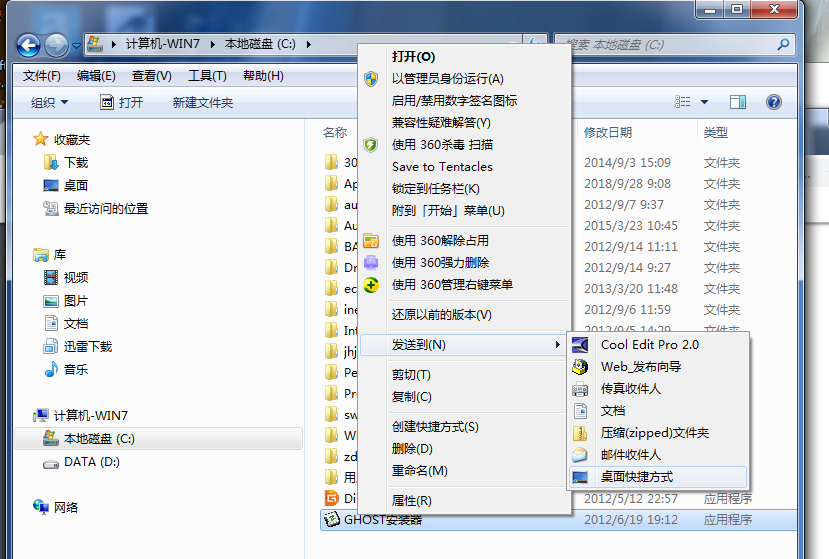 计算机-WIN7 本地磁盘 (C:)
搜索 本地磁盘 (C:)
文件(F) 编辑(E) 查看(V) 工具(T) 帮助(H)
组织 打开 新建文件夹
名称 修改日期 类型
收藏夹
下载
桌面
最近访问的位置
库
视频
图片
文档
迅雷下载
音乐
计算机-WIN7
本地磁盘 (C:)
DATA (D:)
网络
30 2014/9/3 15:09 文件夹
Ap 2018/9/28 9:08 文件夹
au 2012/9/7 9:37 文件夹
Au 2015/3/23 10:45 文件夹
BA 2012/9/14 11:11 文件夹
Dr 2012/9/14 9:27 文件夹
ec 2013/3/20 11:48 文件夹
ine 2012/9/6 11:59 文件夹
Int 2012/9/5 14:29 文件夹
jhj
Pe
Pro
sw
W
zd
用
Di 2012/5/12 22:57 应用程序
GHOST安装器 2012/6/19 19:12 应用程序
打开(O)
以管理员身份运行(A)
启用/禁用数字签名图标
兼容性疑难解答(Y)
使用 360杀毒 扫描
Save to Tentacles
锁定到任务栏(K)
附到「开始」菜单(U)
使用 360解除占用
使用 360强力删除
使用 360管理右键菜单
还原以前的版本(V)
发送到(N)
剪切(T)
复制(C)
创建快捷方式(S)
删除(D)
重命名(M)
属性(R)
Cool Edit Pro 2.0
Web_发布向导
传真收件人
文档
压缩(zipped)文件夹
邮件收件人
桌面快捷方式